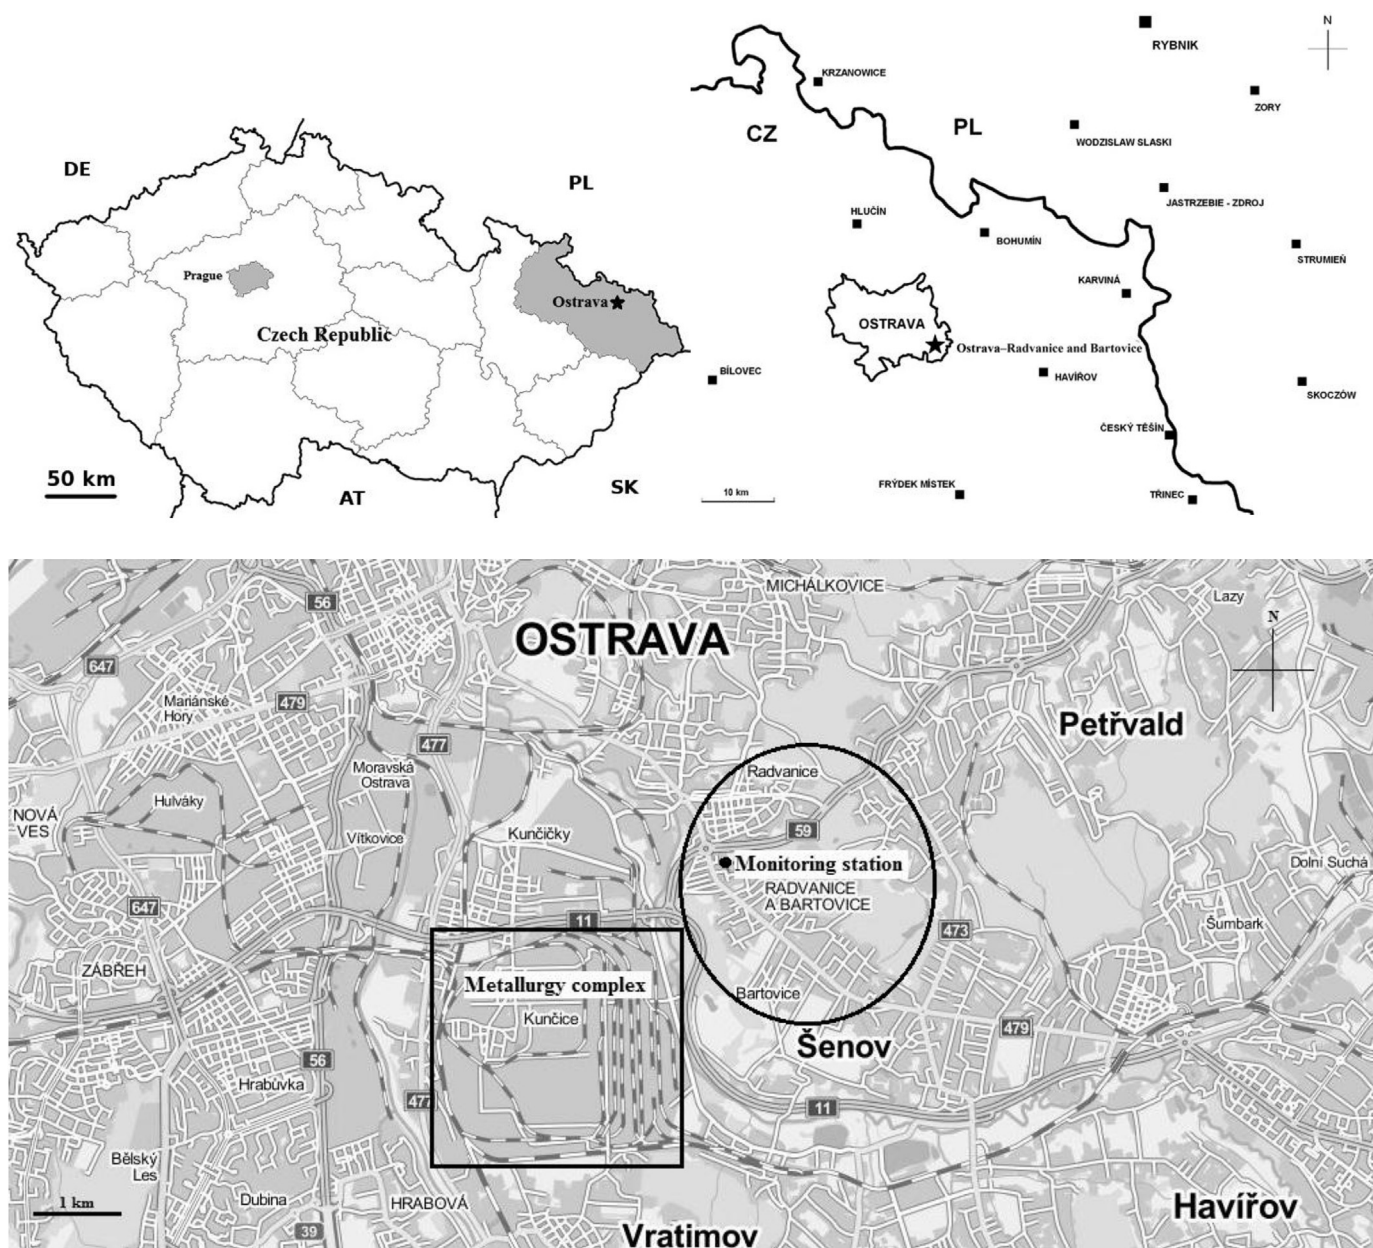 DE
PL
Prague
Ostrava
Czech Republic
50 km
AT
SK
N
RYBNIK
KRZANOWICE
ZORY
CZ
PL
WODZISLAW SLASKI
JASTRZEBIE - ZDROJ
HLUČÍN
BOHUMÍN
STRUMIEŇ
KARVINÁ
OSTRAVA
Ostrava–Radvanice and Bartovice
BÍLOVEC
HAVÍŘOV
SKOCZÓW
ČESKÝ TĚŠÍN
FRÝDEK MÍSTEK
TŘINEC
10 km
MICHÁLKOVICE
Lazy
56
N
OSTRAVA
647
Mariánské
Hory
479
Petřvald
477
Moravská
Ostrava
Radvanice
Hulváky
NOVÁ
VES
Vítkovice
Kunčičky
59
Monitoring station
Dolní Suchá
RADVANICE
A BARTOVICE
647
11
473
Šumbark
ZÁBŘEH
Metallurgy complex
Bartovice
Kunčice
479
Šenov
56
Hrabůvka
477
11
Bělský
Les
1 km
Dubina
HRABOVÁ
Havířov
39
Vratimov